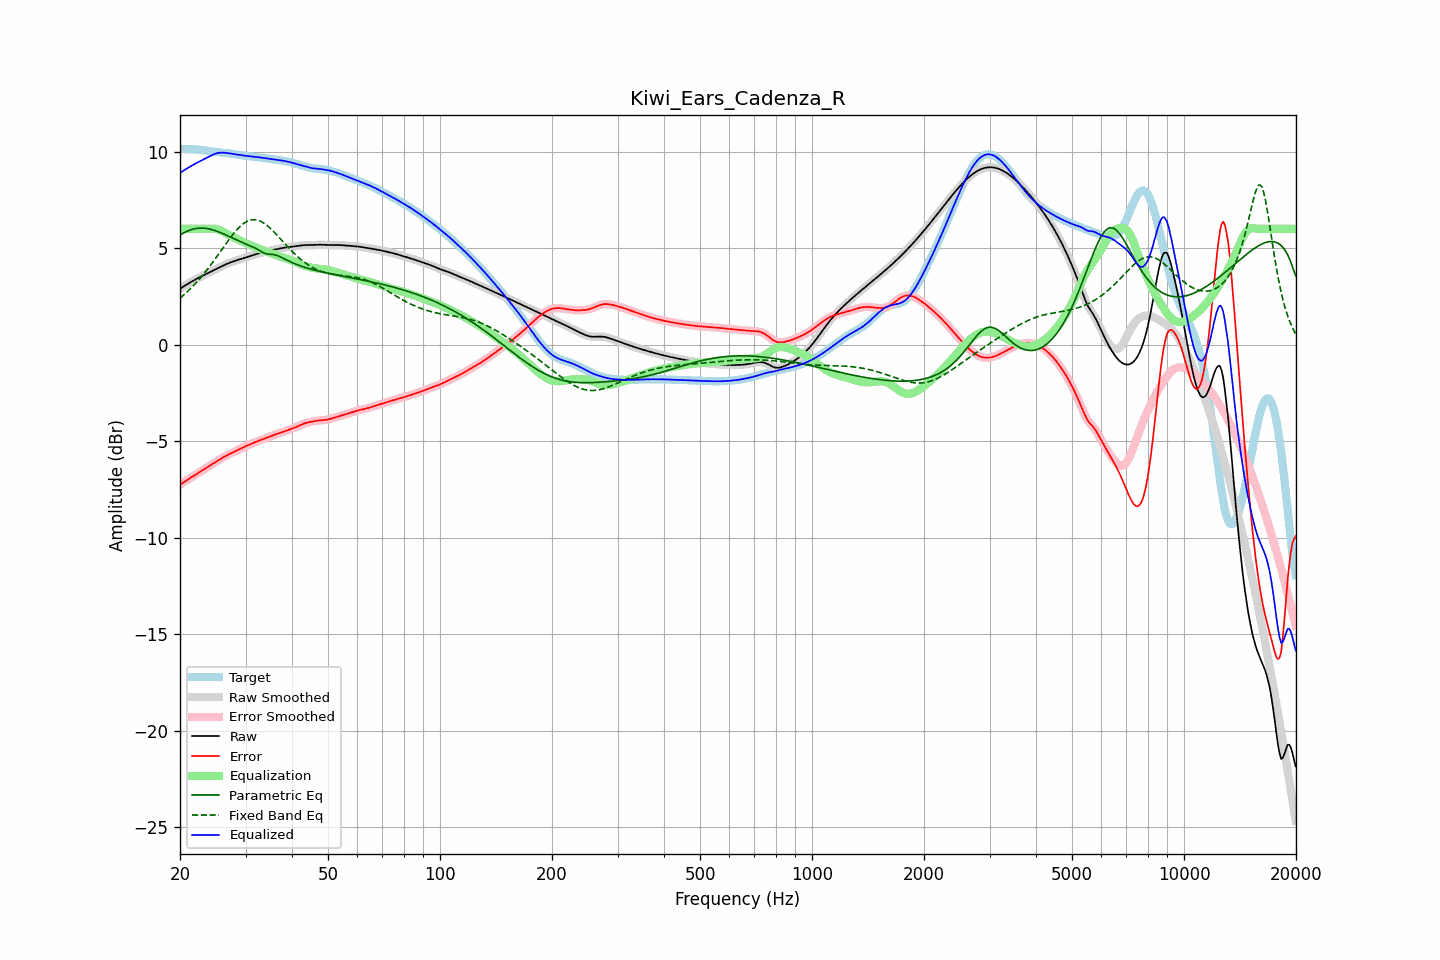 Kiwi_Ears_Cadenza_R
10
5
0
−5
−10
−15
−20
−25
Amplitude (dBr)
Target
Raw Smoothed
Error Smoothed
Raw
Error
Equalization
Parametric Eq
Fixed Band Eq
Equalized
20 50 100 200 500 1000 2000 5000 10000 20000
Frequency (Hz)